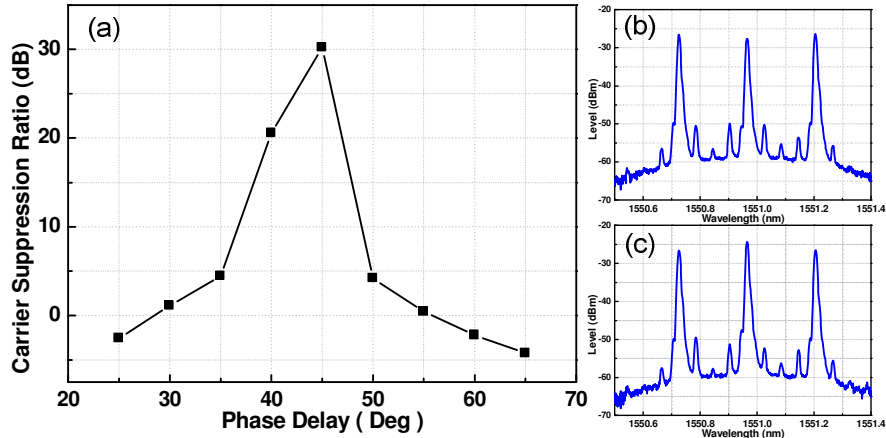 (a)
Carrier Suppression Ratio (dB)
30
20
10
0
20 30 40 50 60 70
Phase Delay ( Deg )
(b)
Level (dBm)
-20
-30
-40
-50
-60
-70
1550.6 1550.8 1551.0 1551.2 1551.4
Wavelength (nm)
(c)
Level (dBm)
-20
-30
-40
-50
-60
-70
1550.6 1550.8 1551.0 1551.2 1551.4
Wavelength (nm)